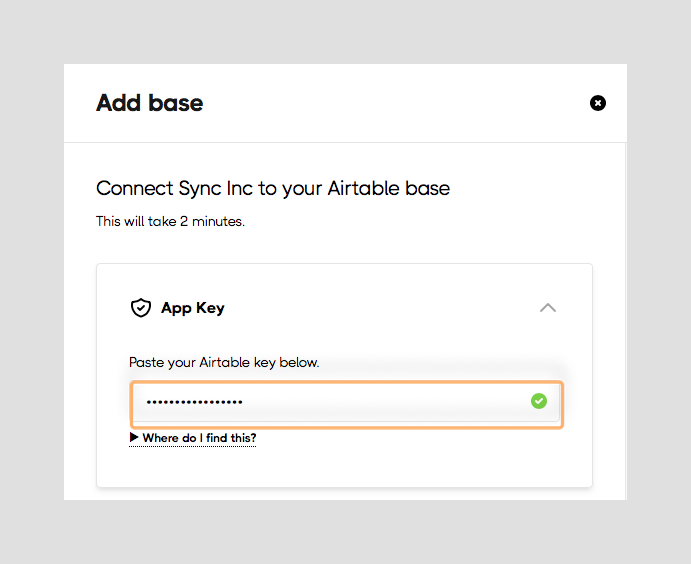 Add base
Connect Sync Inc to your Airtable base
This will take 2 minutes.
App Key
Paste your Airtable key below.
•••••••••••••••••
Where do I find this?